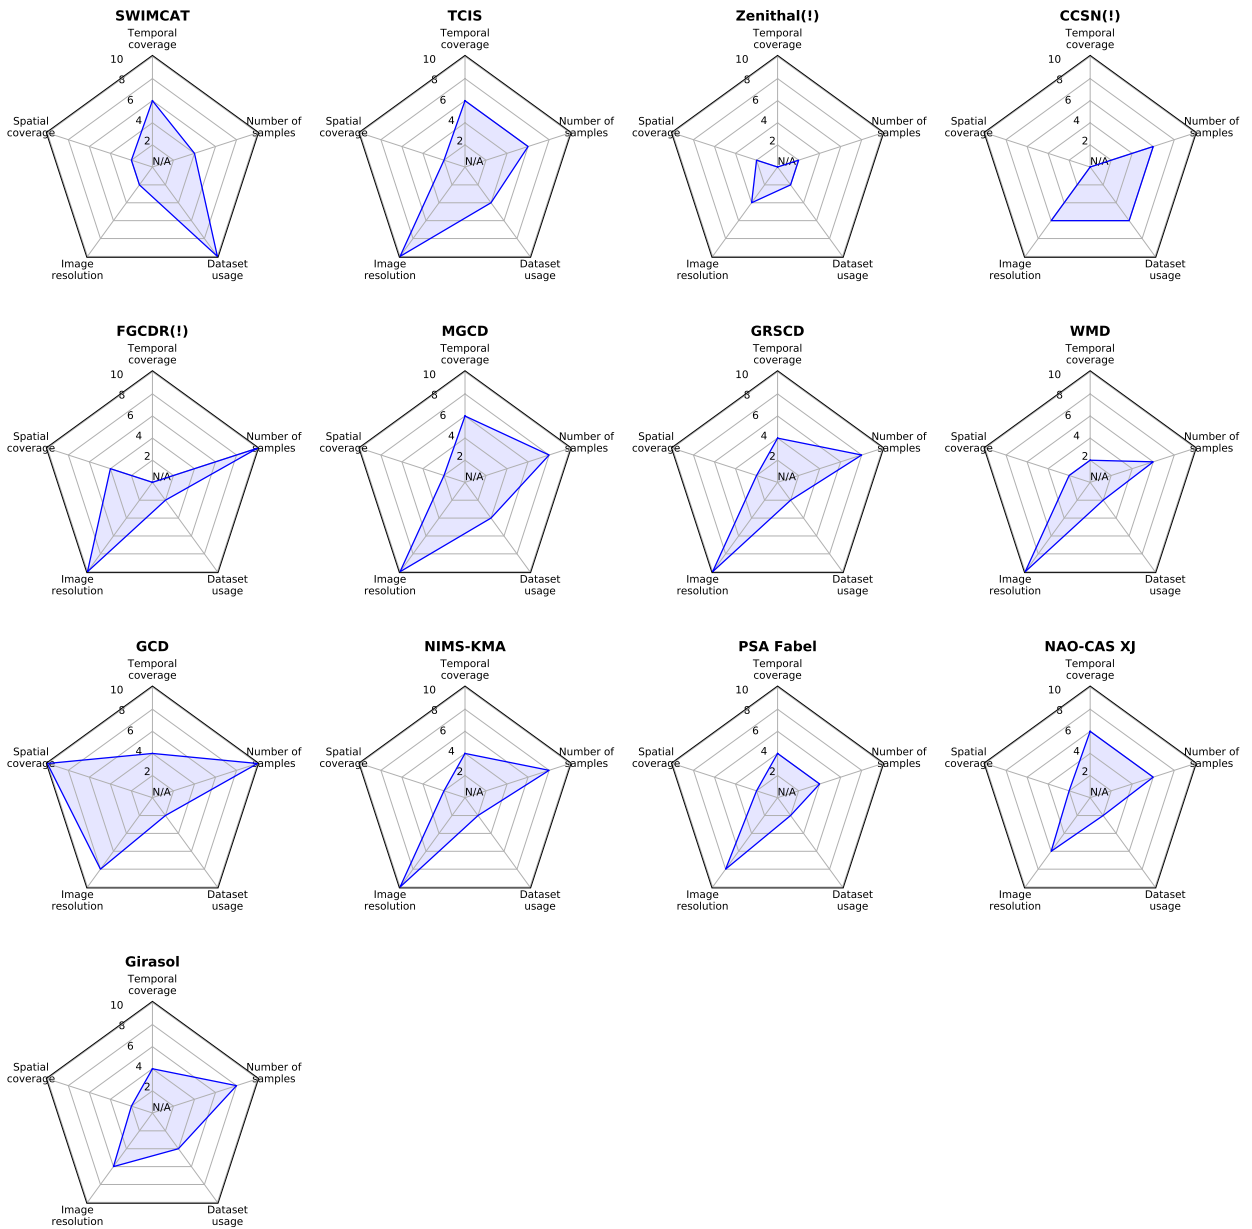 SWIMCAT
Temporal
coverage
10
8
6
4
2
N/A
Spatial
coverage
Number of
samples
Image
resolution
Dataset
usage
TCIS
Temporal
coverage
10
8
6
4
2
N/A
Spatial
coverage
Number of
samples
Image
resolution
Dataset
usage
Zenithal(!)
Temporal
coverage
10
8
6
4
2
N/A
Spatial
coverage
Number of
samples
Image
resolution
Dataset
usage
CCSN(!)
Temporal
coverage
10
8
6
4
2
N/A
Spatial
coverage
Number of
samples
Image
resolution
Dataset
usage
FGCDR(!)
Temporal
coverage
10
8
6
4
2
N/A
Spatial
coverage
Number of
samples
Image
resolution
Dataset
usage
MGCD
Temporal
coverage
10
8
6
4
2
N/A
Spatial
coverage
Number of
samples
Image
resolution
Dataset
usage
GRSCD
Temporal
coverage
10
8
6
4
2
N/A
Spatial
coverage
Number of
samples
Image
resolution
Dataset
usage
WMD
Temporal
coverage
10
8
6
4
2
N/A
Spatial
coverage
Number of
samples
Image
resolution
Dataset
usage
GCD
Temporal
coverage
10
8
6
4
2
N/A
Spatial
coverage
Number of
samples
Image
resolution
Dataset
usage
NIMS-KMA
Temporal
coverage
10
8
6
4
2
N/A
Spatial
coverage
Number of
samples
Image
resolution
Dataset
usage
PSA Fabel
Temporal
coverage
10
8
6
4
2
N/A
Spatial
coverage
Number of
samples
Image
resolution
Dataset
usage
NAO-CAS XJ
Temporal
coverage
10
8
6
4
2
N/A
Spatial
coverage
Number of
samples
Image
resolution
Dataset
usage
Girasol
Temporal
coverage
10
8
6
4
2
N/A
Spatial
coverage
Number of
samples
Image
resolution
Dataset
usage